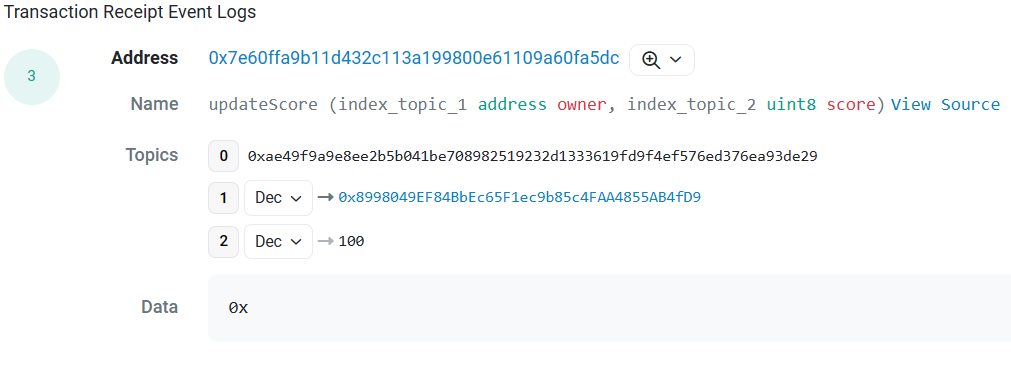 Transaction Receipt Event Logs
3
Address 0x7e60ffa9b11d432c113a199800e61109a60fa5dc
Name updateScore (index_topic_1 address owner, index_topic_2 uint8 score) View Source
Topics 0 0xae49f9a9e8ee2b5b041be708982519232d1333619fd9f4ef576ed376ea93de29
1 Dec → 0x8998049EF84BbEc65F1ec9b85c4FAA4855AB4fD9
2 Dec → 100
Data 0x